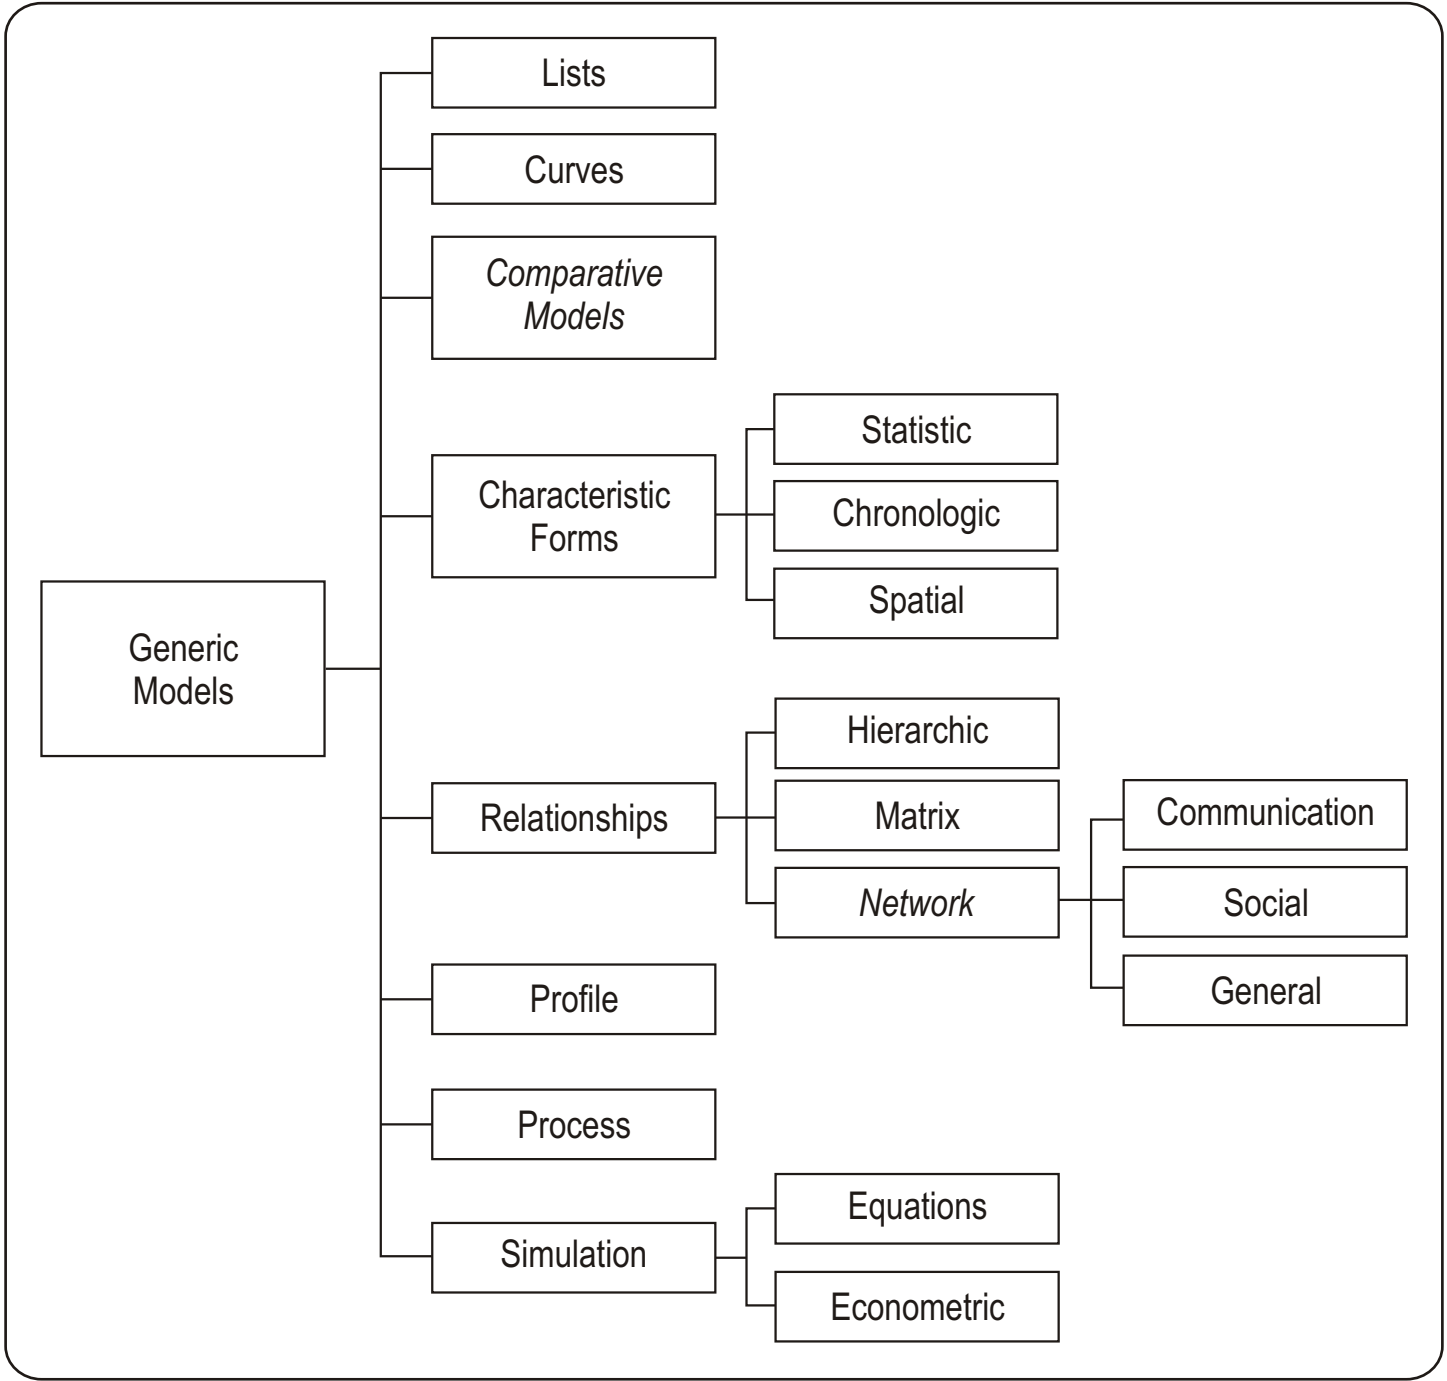 Lists
Curves
Comparative
Models
Characteristic
Forms
Statistic
Chronologic
Spatial
Generic
Models
Relationships
Hierarchic
Matrix
Network
Communication
Social
General
Profile
Process
Simulation
Equations
Econometric